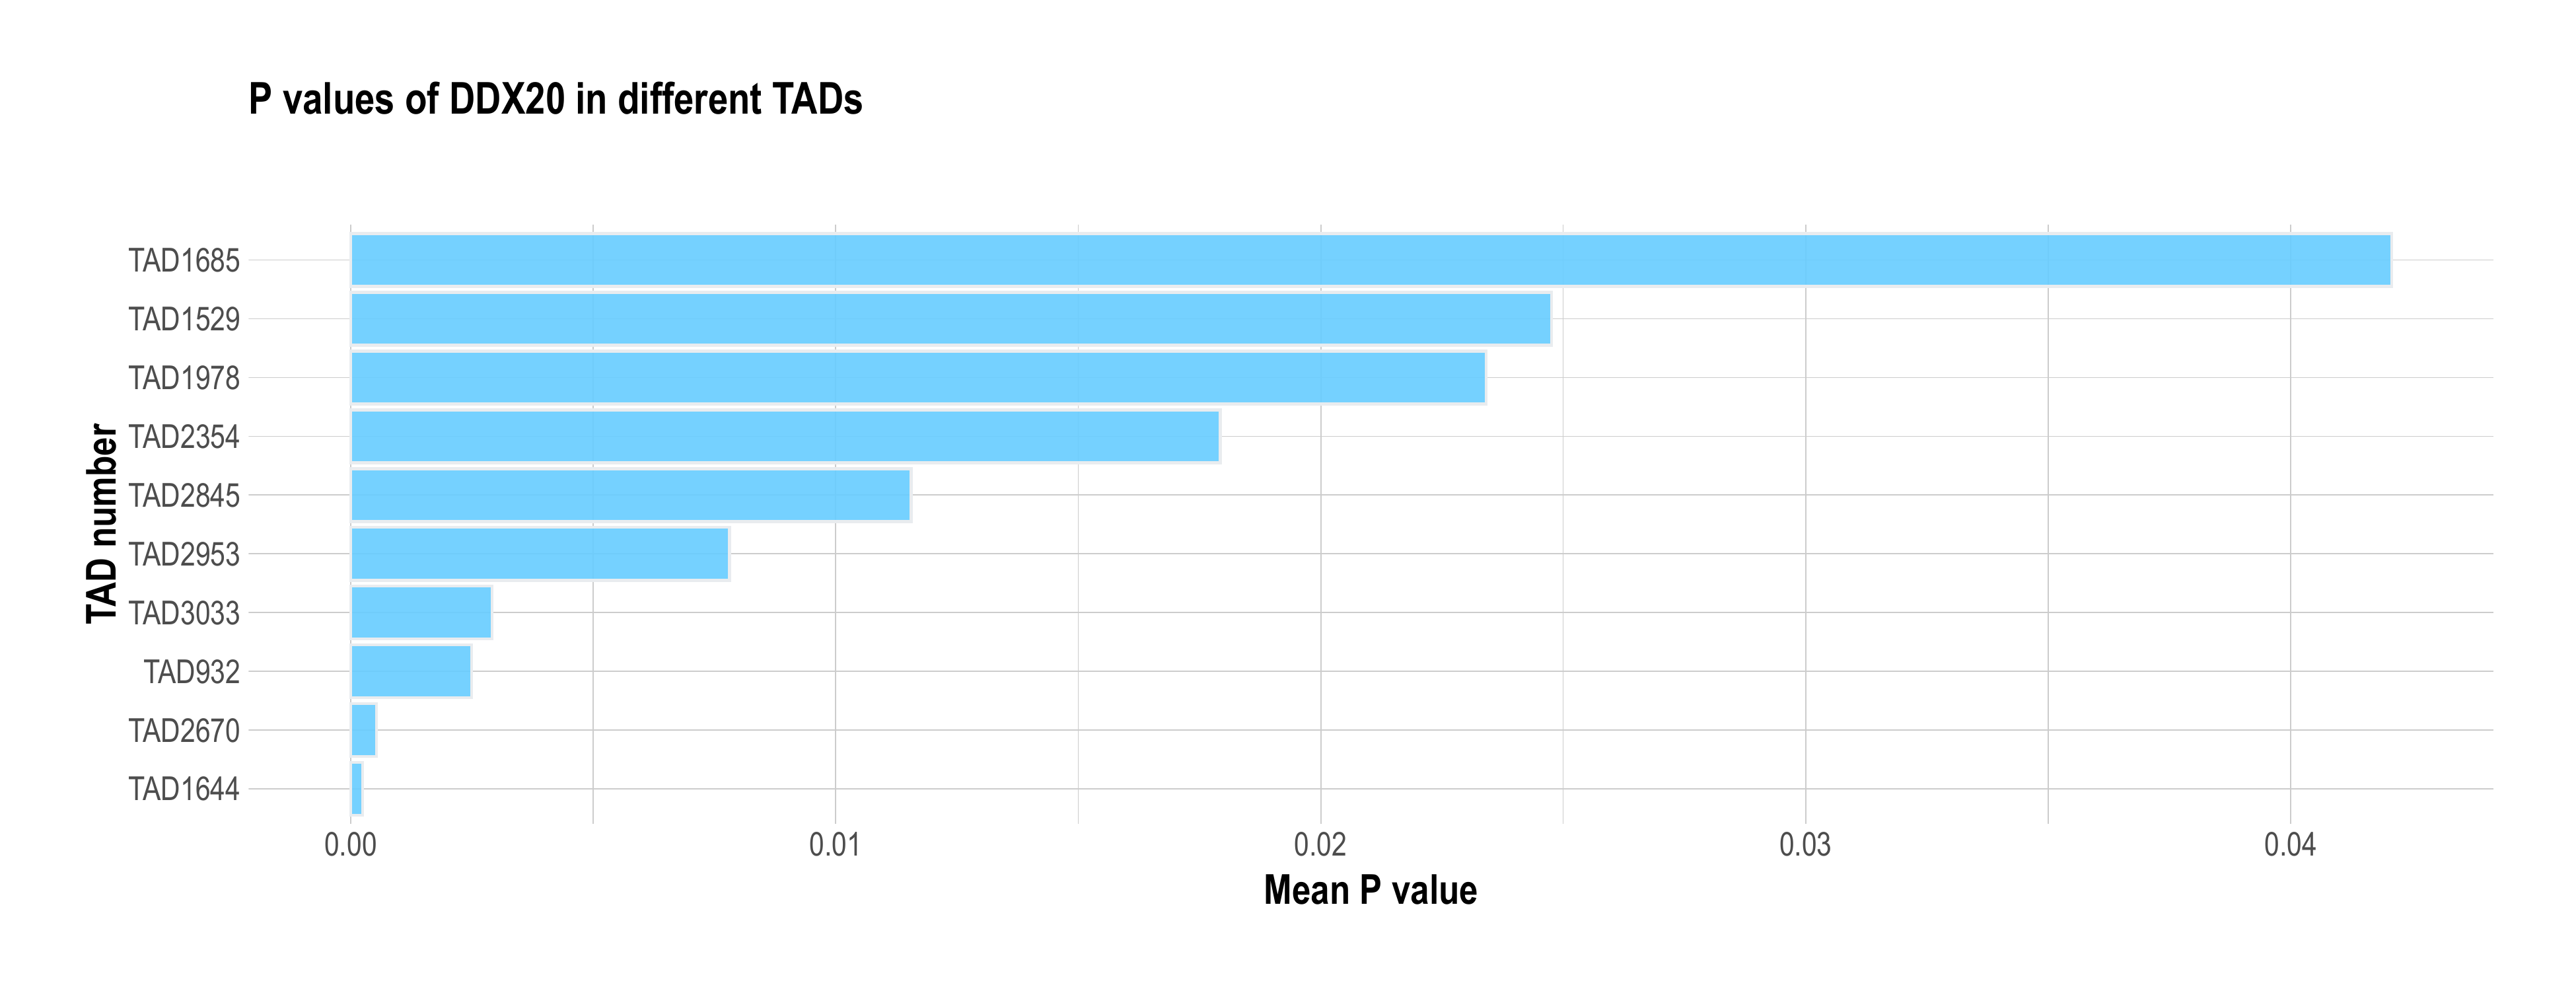 P values of DDX20 in different TADs
TAD number
TAD1685
TAD1529
TAD1978
TAD2354
TAD2845
TAD2953
TAD3033
TAD932
TAD2670
TAD1644
0.00 0.01 0.02 0.03 0.04
Mean P value